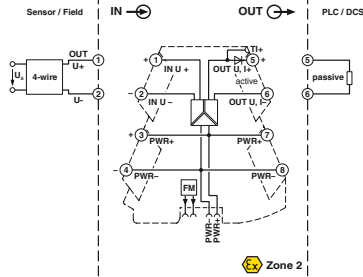 Sensor / Field
IN
OUT
PLC / DCS
OUT
U+
1
Us
4-wire
U-
2
+ 1
IN U +
TI+
5 +
OUT U, I+
active
− 2
IN U −
6 −
OUT U, I−
5
passive
6
+ 3
PWR+
7
PWR+
− 4
PWR−
8
PWR−
FM
PWR−
PWR+
Ex
Zone 2